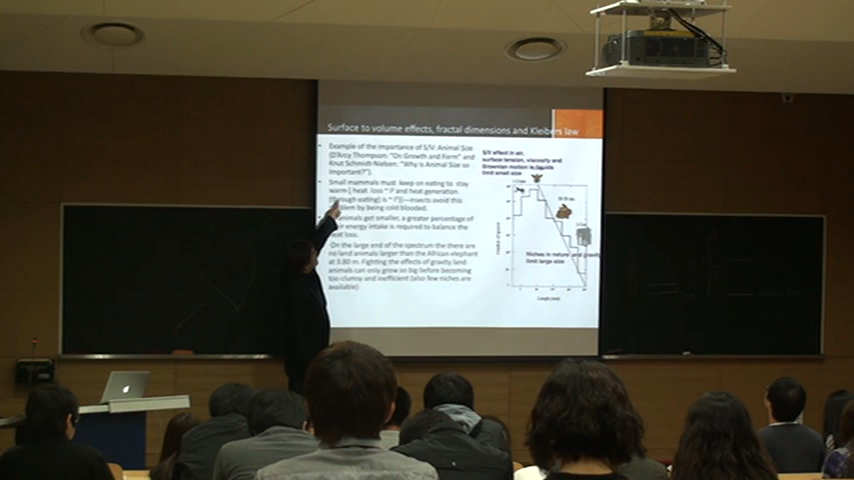 Surface to volume effects, fractal dimensions and Kleibers law
Example of the importance of S/V: Animal Size
(D'Arcy Thompson: "On Growth and Form" and
Knut Schmidt-Nielsen. "Why is Animal Size so
Important?").
Small mammals must keep on eating to stay
warm [ heat loss ~ l² and heat generation
(through eating) is ~ l³)]—insects avoid this
problem by being cold blooded.
animals get smaller, a greater percentage of
energy intake is required to balance the
heat loss.
On the large end of the spectrum the there are
no land animals larger than the African elephant
at 3.80 m. Fighting the effects of gravity land
animals can only grow so big before becoming
too clumsy and inefficient (also few niches are
available)
S/V effect in air,
surface tension, viscosity and
Brownian motion in liquids
limit small size
Niches in nature and gravity
limit large size
Length (mm)